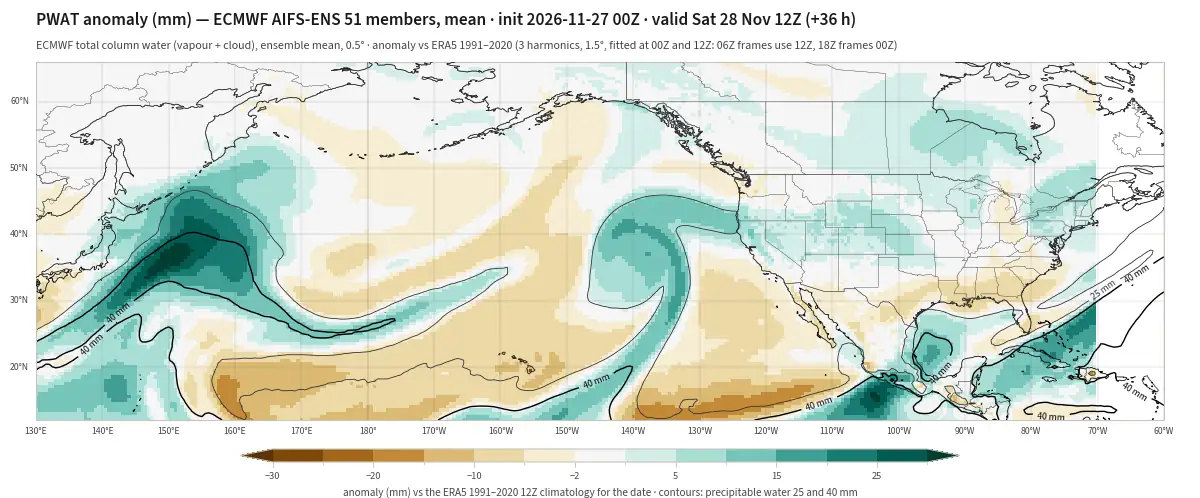 PWAT anomaly (mm) — ECMWF AIFS-ENS 51 members, mean · init 2026-11-27 00Z · valid Sat 28 Nov 12Z (+36 h)
ECMWF total column water (vapour + cloud), ensemble mean, 0.5° · anomaly vs ERA5 1991–2020 (3 harmonics, 1.5°, fitted at 00Z and 12Z: 06Z frames use 12Z, 18Z frames 00Z)
60°N
50°N
40°N
30°N
20°N
40 mm
40 mm
40 mm
40 mm
40 mm
25 mm
40 mm
40 mm
40 mm
130°E 140°E 150°E 160°E 170°E 180° 170°W 160°W 150°W 140°W 130°W 120°W 110°W 100°W 90°W 80°W 70°W 60°W
−30 −20 −10 −2 5 15 25
anomaly (mm) vs the ERA5 1991–2020 12Z climatology for the date · contours: precipitable water 25 and 40 mm